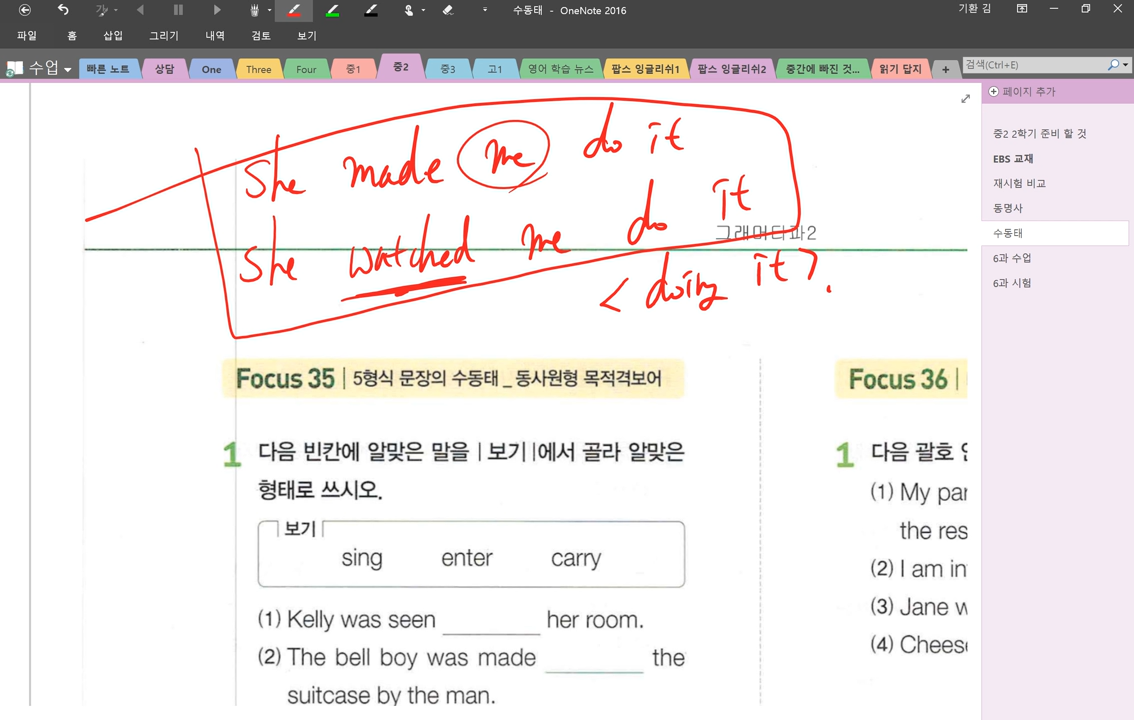 수동태 - OneNote 2016
기환 김
파일 홈 삽입 그리기 내역 검토 보기
수업
빠른 노트 상담 One Three Four 중1 중2 중3 고1 영어 학습 뉴스 팝스 잉글리쉬1 팝스 잉글리쉬2 중간에 빠진 것... 읽기 답지 +
검색(Ctrl+E)
페이지 추가
중2 2학기 준비 할 것
EBS 교재
재시험 비교
동명사
수동태
6과 수업
6과 시험
She made me do it
She watched me do it
그래머타파2
< doing it>.
Focus 35 | 5형식 문장의 수동태 _ 동사원형 목적격보어
1 다음 빈칸에 알맞은 말을 |보기|에서 골라 알맞은
형태로 쓰시오.
보기
sing enter carry
(1) Kelly was seen ______ her room.
(2) The bell boy was made ______ the
suitcase by the man.
Focus 36 |
1 다음 괄호 안
(1) My par
the res
(2) I am in
(3) Jane w
(4) Cheese